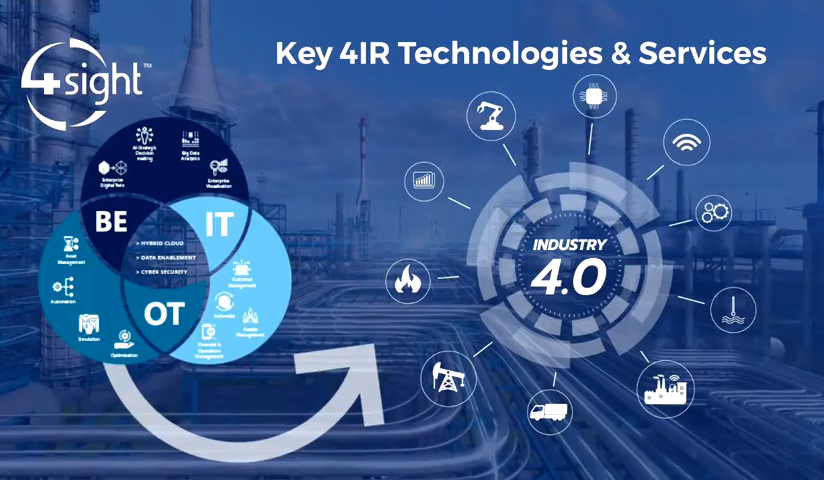 4sight™
Key 4IR Technologies & Services
AI-Strategic
Decision
making
Big Data
Analytics
Enterprise
Digital Twin
Enterprise
Visualisation
BE
IT
> HYBRID CLOUD
> DATA ENABLEMENT
> CYBER SECURITY
Asset
Management
Customer
Management
Automation
Automate
People
Management
Simulation
Optimisation
Financial &
Operations
Management
OT
INDUSTRY
4.0